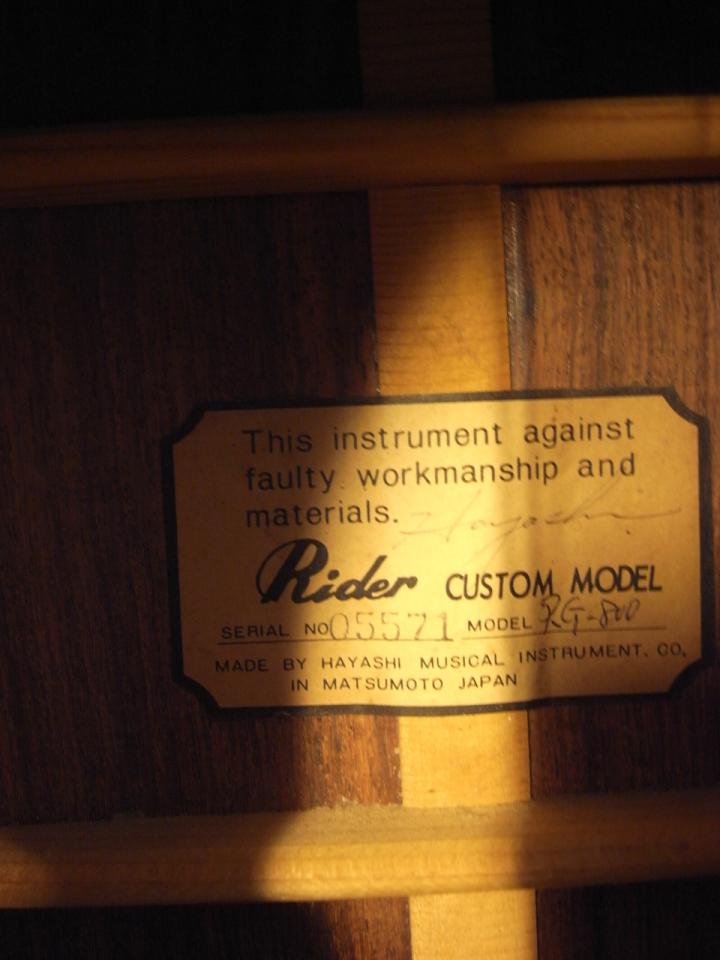 This instrument against
faulty workmanship and
materials. Hayashi
Rider CUSTOM MODEL
SERIAL NO 05571 MODEL RG-800
MADE BY HAYASHI MUSICAL INSTRUMENT. CO,
IN MATSUMOTO JAPAN